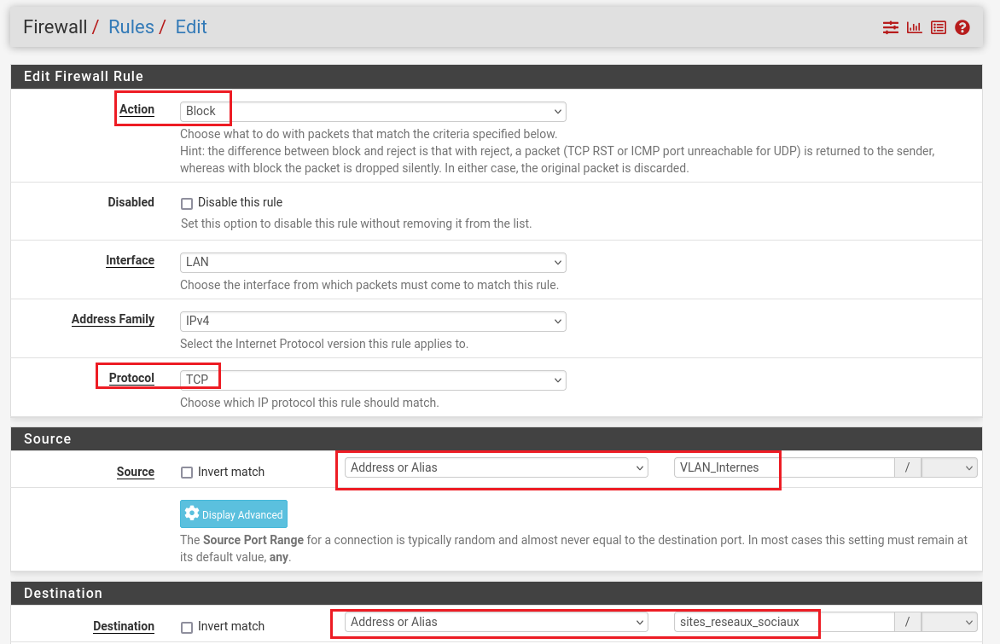 Firewall / Rules / Edit
Edit Firewall Rule
Action Block
Choose what to do with packets that match the criteria specified below.
Hint: the difference between block and reject is that with reject, a packet (TCP RST or ICMP port unreachable for UDP) is returned to the sender,
whereas with block the packet is dropped silently. In either case, the original packet is discarded.
Disabled Disable this rule
Set this option to disable this rule without removing it from the list.
Interface LAN
Choose the interface from which packets must come to match this rule.
Address Family IPv4
Select the Internet Protocol version this rule applies to.
Protocol TCP
Choose which IP protocol this rule should match.
Source
Source Invert match Address or Alias VLAN_Internes /
Display Advanced
The Source Port Range for a connection is typically random and almost never equal to the destination port. In most cases this setting must remain at
its default value, any.
Destination
Destination Invert match Address or Alias sites_reseaux_sociaux /